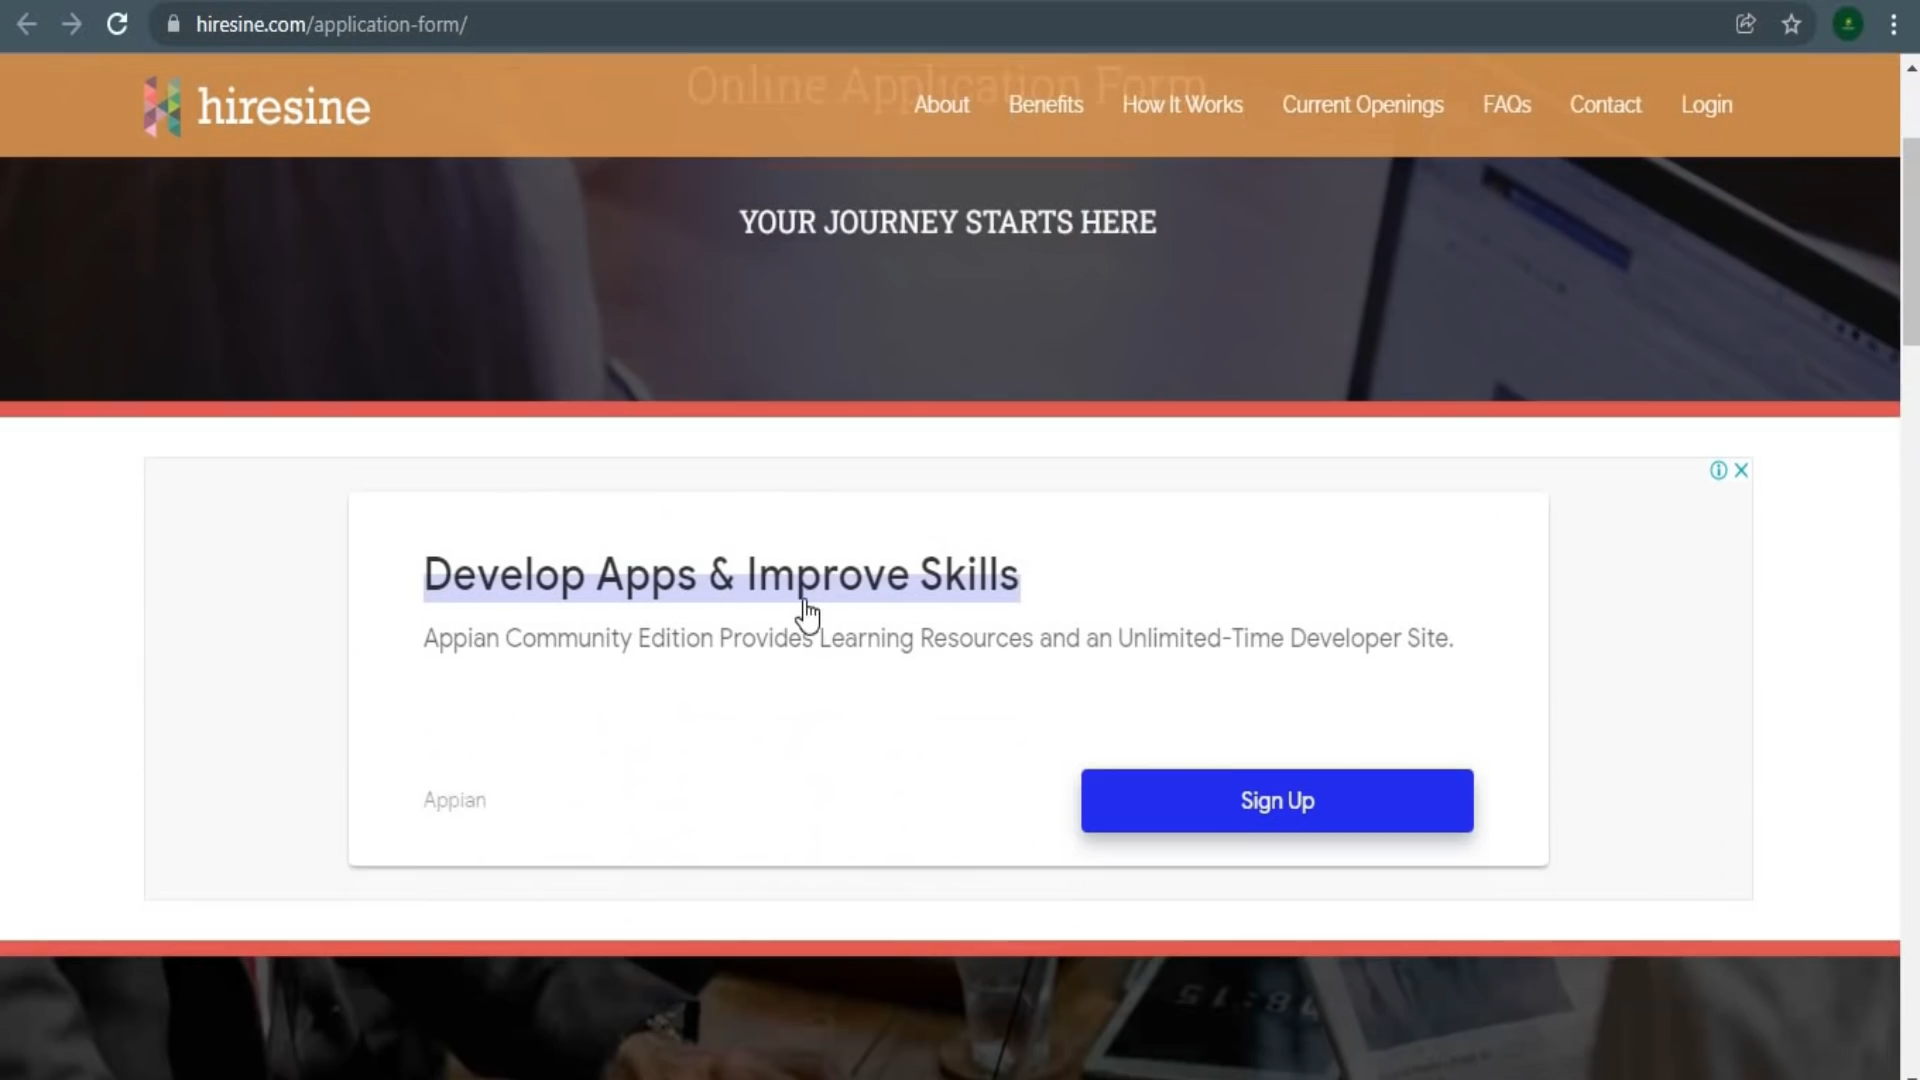 hiresine.com/application-form/
Online Application Form
hiresine
About Benefits How It Works Current Openings FAQs Contact Login
YOUR JOURNEY STARTS HERE
Develop Apps & Improve Skills
Appian Community Edition Provides Learning Resources and an Unlimited-Time Developer Site.
Appian
Sign Up